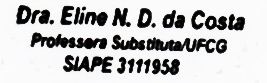 Dra. Eline N. D. da Costa
Professora Substituta/UFCG
SIAPE 3111958